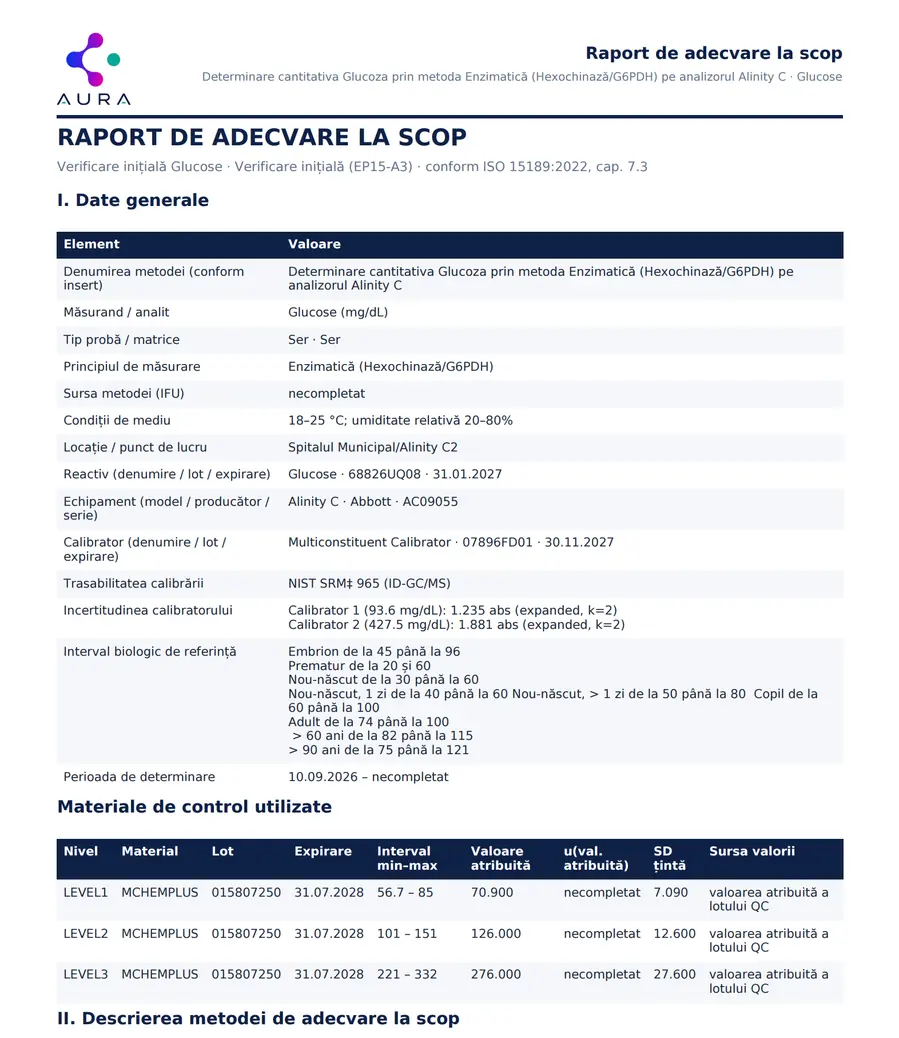 AURA
Raport de adecvare la scop
Determinare cantitativa Glucoza prin metoda Enzimatică (Hexochinază/G6PDH) pe analizorul Alinity C · Glucose
RAPORT DE ADECVARE LA SCOP
Verificare inițială Glucose · Verificare inițială (EP15-A3) · conform ISO 15189:2022, cap. 7.3
I. Date generale
Element Valoare
Denumirea metodei (conform insert) Determinare cantitativa Glucoza prin metoda Enzimatică (Hexochinază/G6PDH) pe analizorul Alinity C
Măsurand / analit Glucose (mg/dL)
Tip probă / matrice Ser · Ser
Principiul de măsurare Enzimatică (Hexochinază/G6PDH)
Sursa metodei (IFU) necompletat
Condiții de mediu 18–25 °C; umiditate relativă 20–80%
Locație / punct de lucru Spitalul Municipal/Alinity C2
Reactiv (denumire / lot / expirare) Glucose · 68826UQ08 · 31.01.2027
Echipament (model / producător / serie) Alinity C · Abbott · AC09055
Calibrator (denumire / lot / expirare) Multiconstituent Calibrator · 07896FD01 · 30.11.2027
Trasabilitatea calibrării NIST SRM‡ 965 (ID-GC/MS)
Incertitudinea calibratorului Calibrator 1 (93.6 mg/dL): 1.235 abs (expanded, k=2)
Calibrator 2 (427.5 mg/dL): 1.881 abs (expanded, k=2)
Interval biologic de referință Embrion de la 45 până la 96
Prematur de la 20 și 60
Nou-născut de la 30 până la 60
Nou-născut, 1 zi de la 40 până la 60 Nou-născut, > 1 zi de la 50 până la 80  Copil de la
60 până la 100
Adult de la 74 până la 100
> 60 ani de la 82 până la 115
> 90 ani de la 75 până la 121
Perioada de determinare 10.09.2026 – necompletat
Materiale de control utilizate
Nivel Material Lot Expirare Interval min–max Valoare atribuită u(val. atribuită) SD țintă Sursa valorii
LEVEL1 MCHEMPLUS 015807250 31.07.2028 56.7 – 85 70.900 necompletat 7.090 valoarea atribuită a lotului QC
LEVEL2 MCHEMPLUS 015807250 31.07.2028 101 – 151 126.000 necompletat 12.600 valoarea atribuită a lotului QC
LEVEL3 MCHEMPLUS 015807250 31.07.2028 221 – 332 276.000 necompletat 27.600 valoarea atribuită a lotului QC
II. Descrierea metodei de adecvare la scop